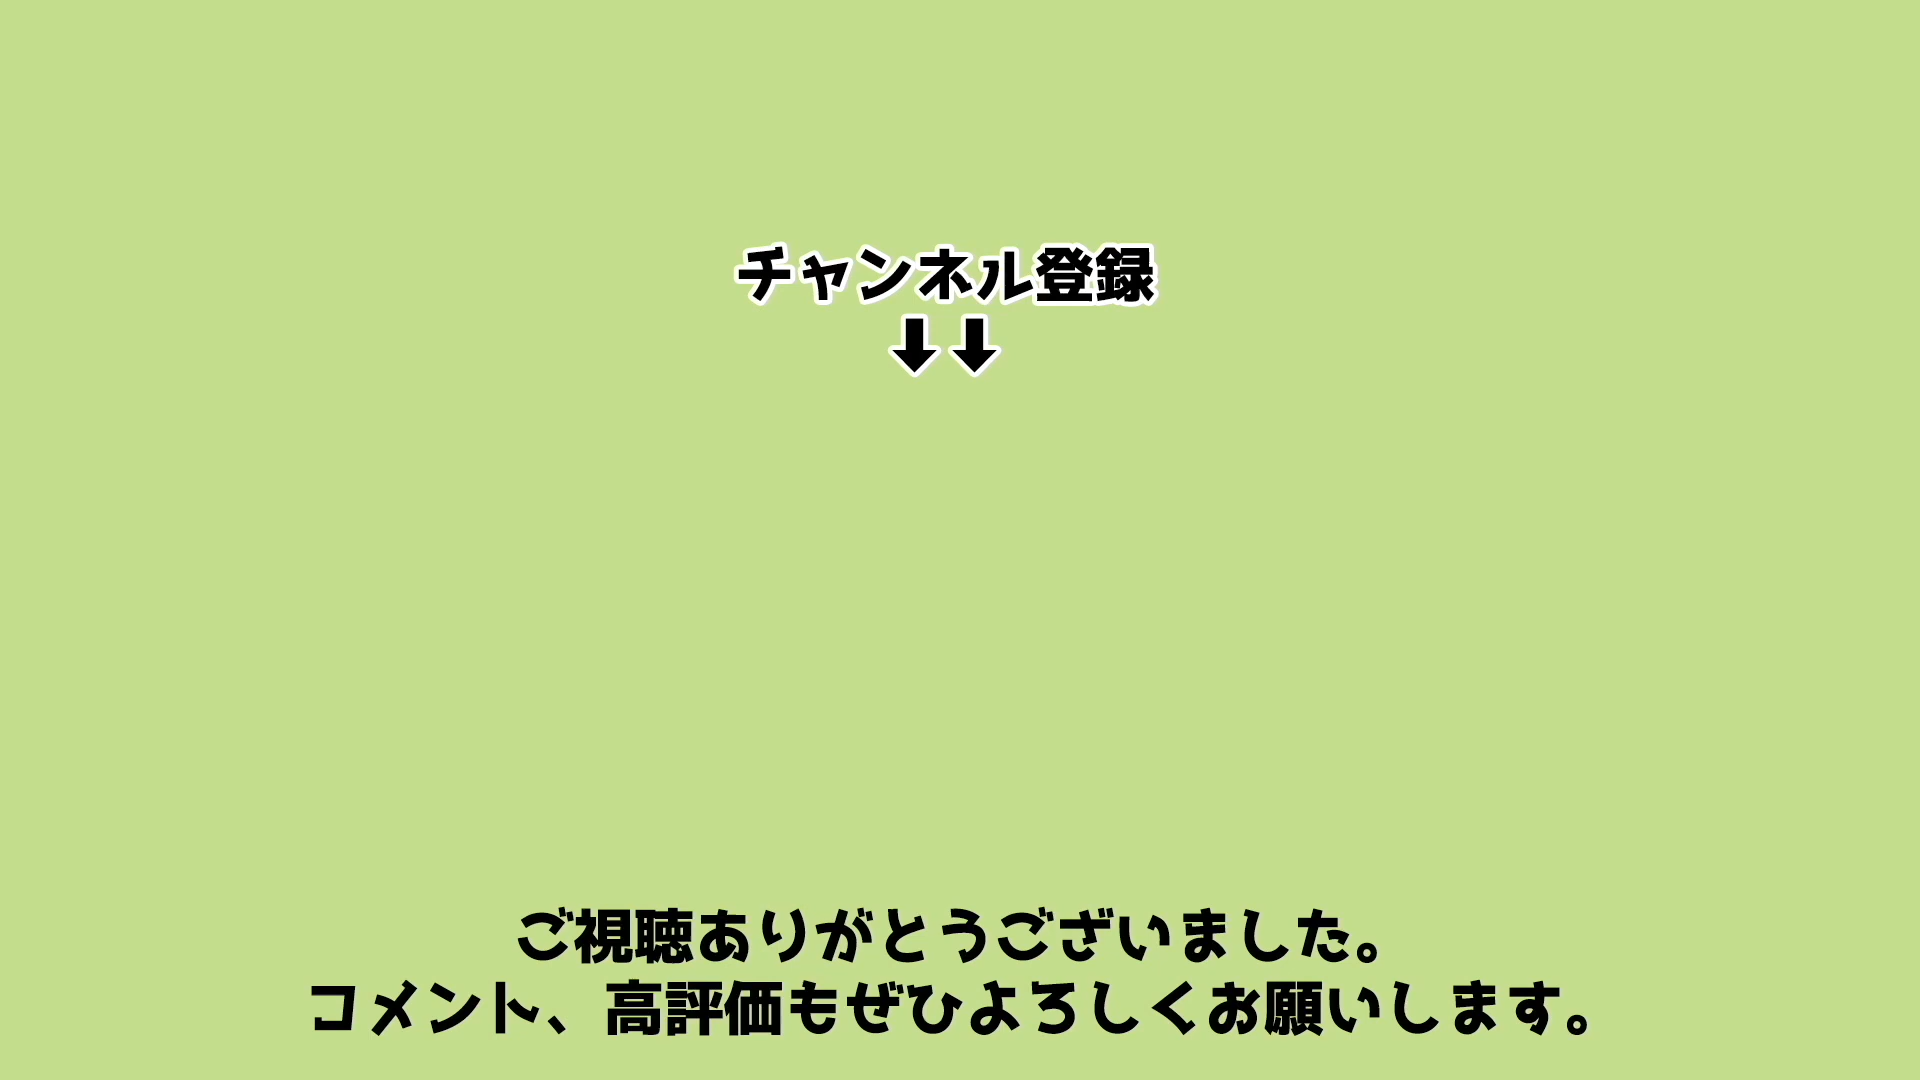 チャンネル登録
⬇⬇
ご視聴ありがとうございました。
コメント、高評価もぜひよろしくお願いします。